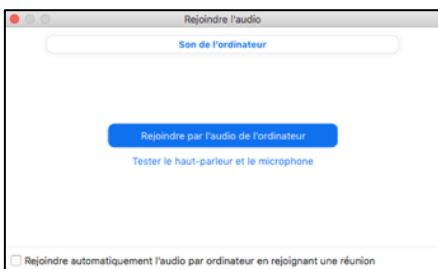 Rejoindre l'audio
Son de l'ordinateur
Rejoindre par l'audio de l'ordinateur
Tester le haut-parleur et le microphone
Rejoindre automatiquement l'audio par ordinateur en rejoignant une réunion